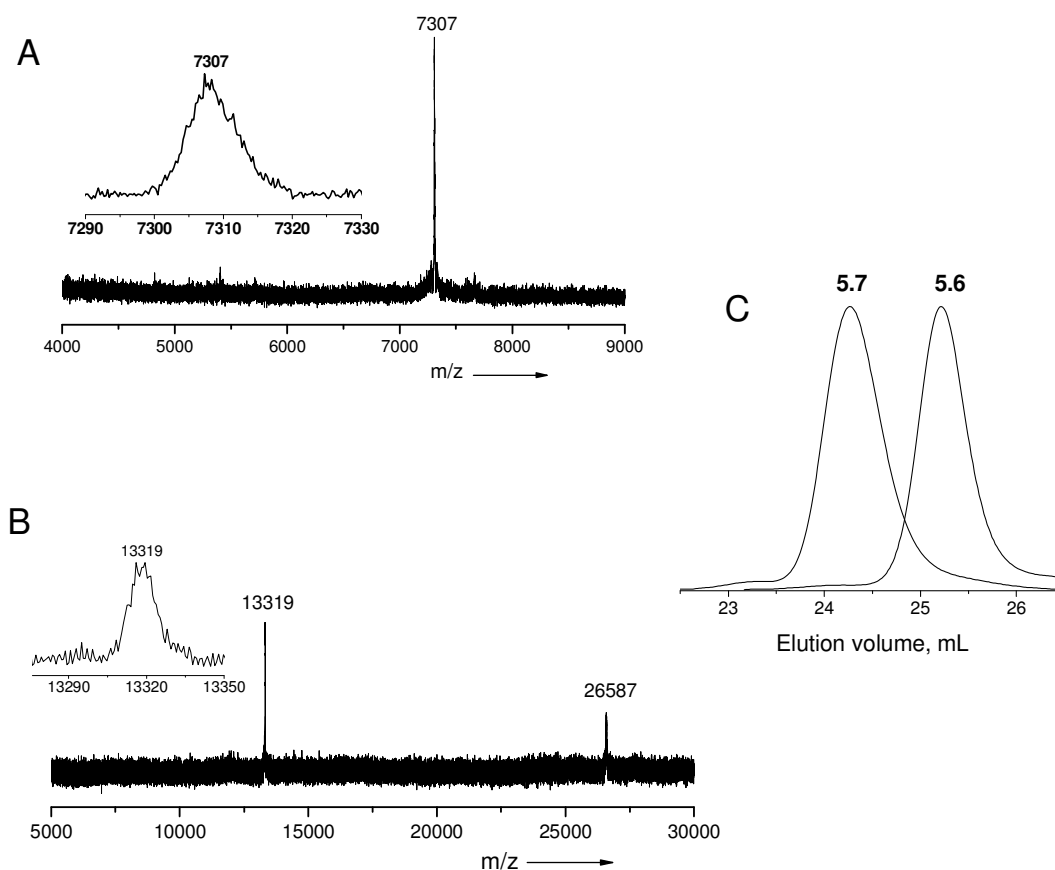 A
7307
7307
7290 7300 7310 7320 7330
4000 5000 6000 7000 8000 9000
m/z
B
13319
13290 13320 13350
13319
26587
5000 10000 15000 20000 25000 30000
m/z
C
5.7 5.6
23 24 25 26
Elution volume, mL